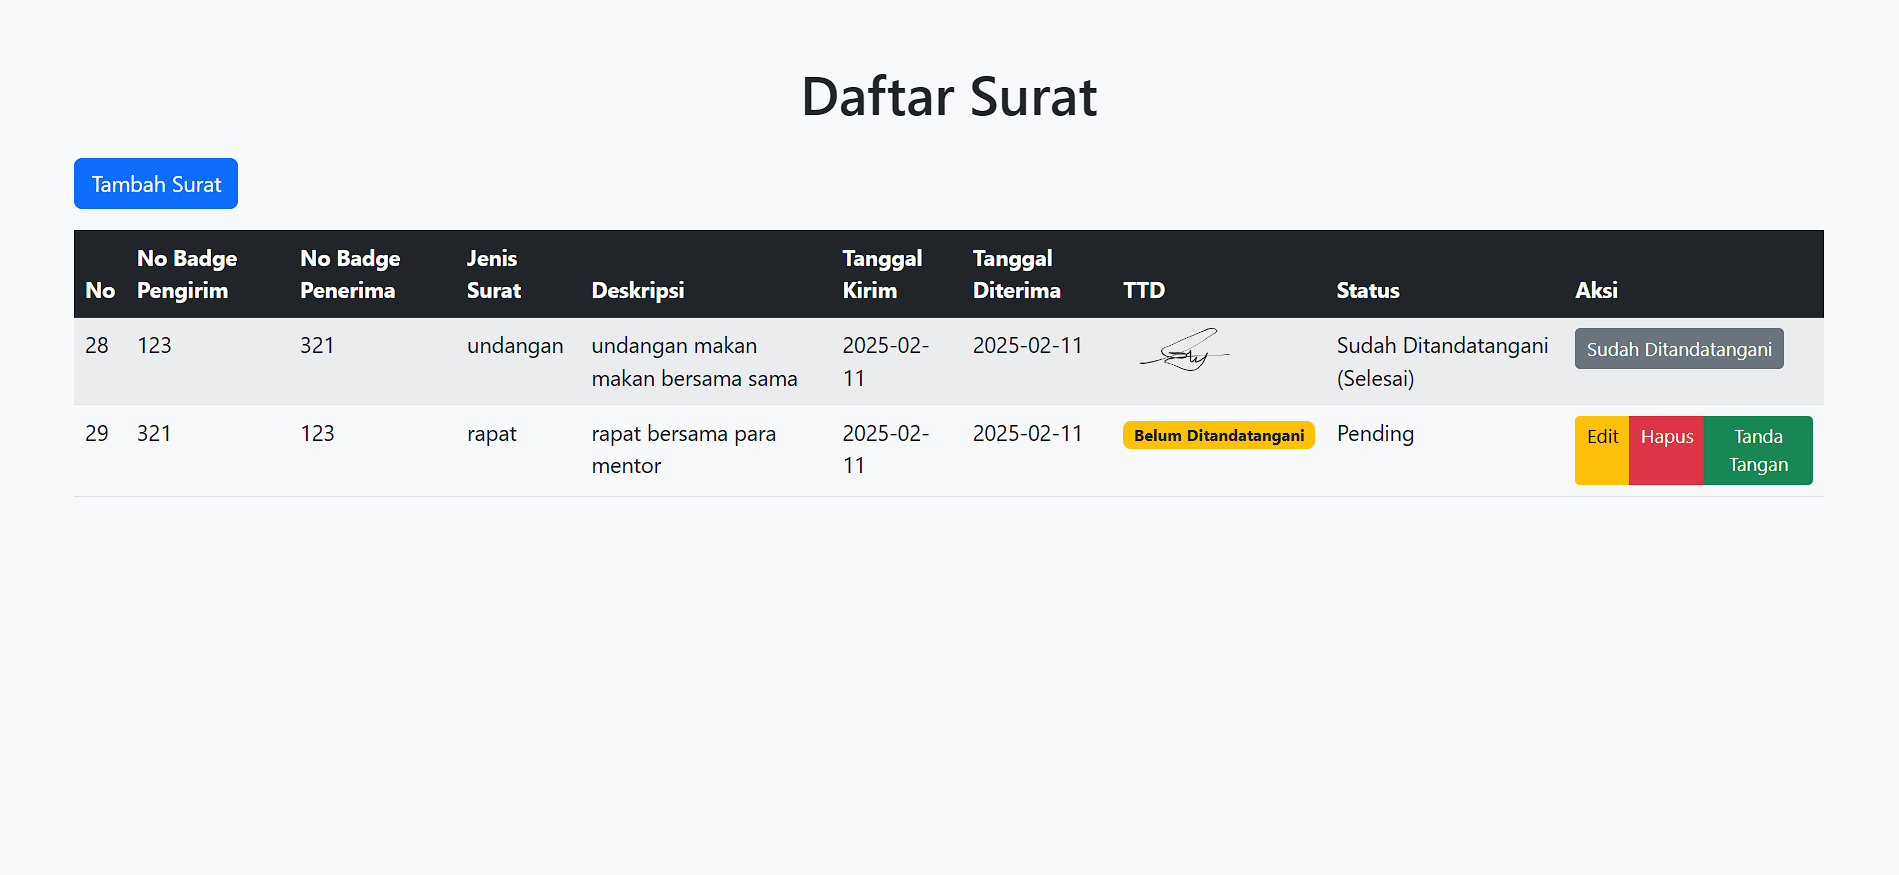 Daftar Surat
Tambah Surat
No
No Badge
Pengirim
No Badge
Penerima
Jenis
Surat
Deskripsi
Tanggal
Kirim
Tanggal
Diterima
TTD
Status
Aksi
28
123
321
undangan
undangan makan
makan bersama sama
2025-02-
11
2025-02-11
Sudah Ditandatangani
(Selesai)
Sudah Ditandatangani
29
321
123
rapat
rapat bersama para
mentor
2025-02-
11
2025-02-11
Belum Ditandatangani
Pending
Edit
Hapus
Tanda
Tangan